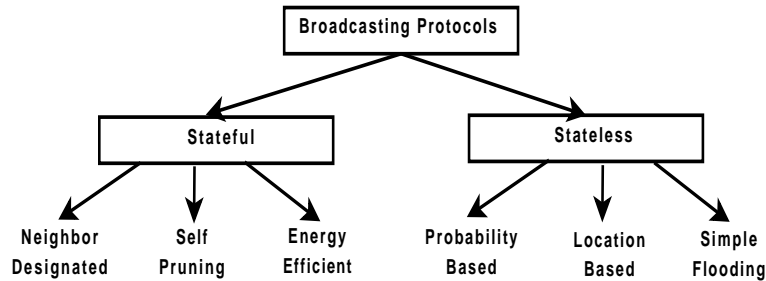 Broadcasting Protocols
Stateful
Stateless
Neighbor
Designated
Self
Pruning
Energy
Efficient
Probability
Based
Location
Based
Simple
Flooding